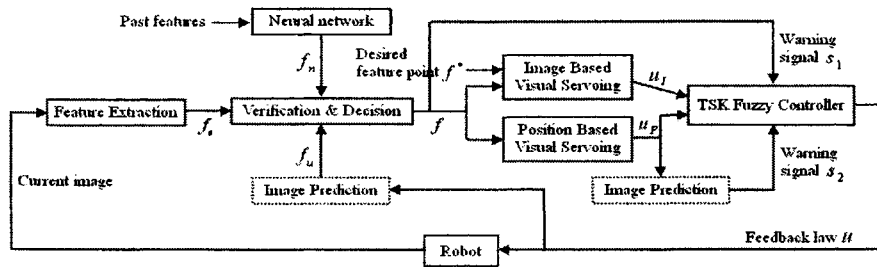 Past features
Neural network
f_n
Desired
feature point f*
Image Based
Visual Servoing
u_I
Warning
signal s_1
Feature Extraction
f_s
Verification & Decision
f
TSK Fuzzy Controller
Position Based
Visual Servoing
u_P
f_u
Current image
Image Prediction
Image Prediction
Warning
signal s_2
Robot
Feedback law u